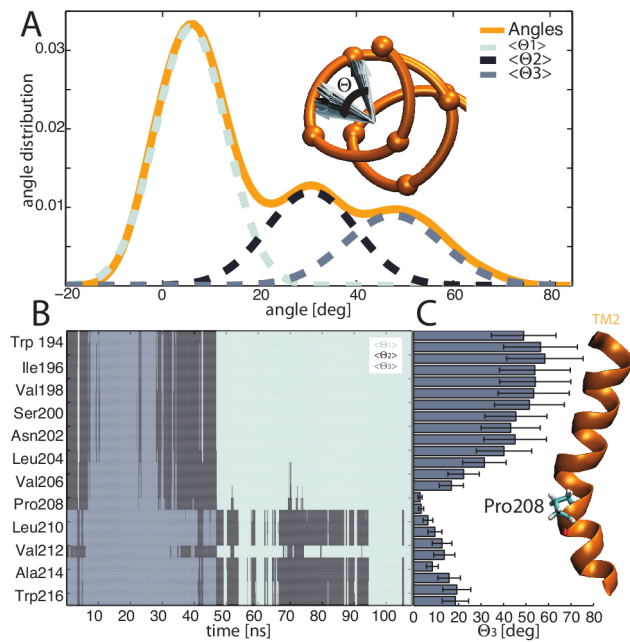 A
0.03
0.02
0.01
angle distribution
Angles
<Θ1>
<Θ2>
<Θ3>
Θ
-20 0 20 40 60 80
angle [deg]
B
Trp 194
Ile196
Val198
Ser200
Asn202
Leu204
Val206
Pro208
Leu210
Val212
Ala214
Trp216
<Θ1>
<Θ2>
<Θ3>
10 20 30 40 50 60 70 80 90 100
time [ns]
C
TM2
Pro208
0 10 20 30 40 50 60 70 80
Θ3 [deg]